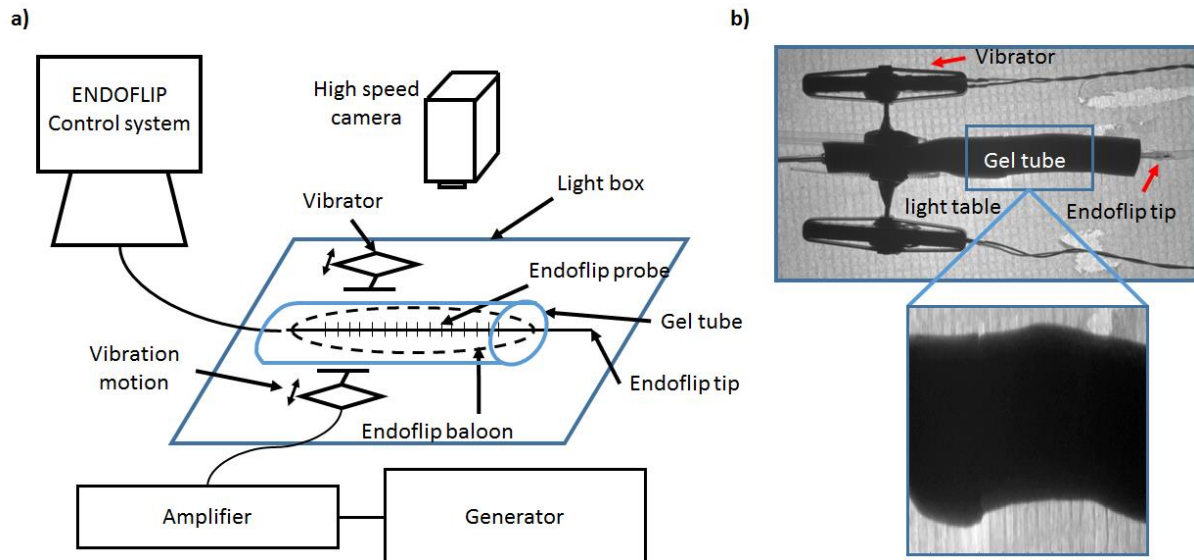 a)
ENDOFLIP
Control system
High speed
camera
Light box
Vibrator
Endoflip probe
Gel tube
Vibration
motion
Endoflip tip
Endoflip baloon
Amplifier
Generator
b)
Vibrator
Gel tube
light table
Endoflip tip